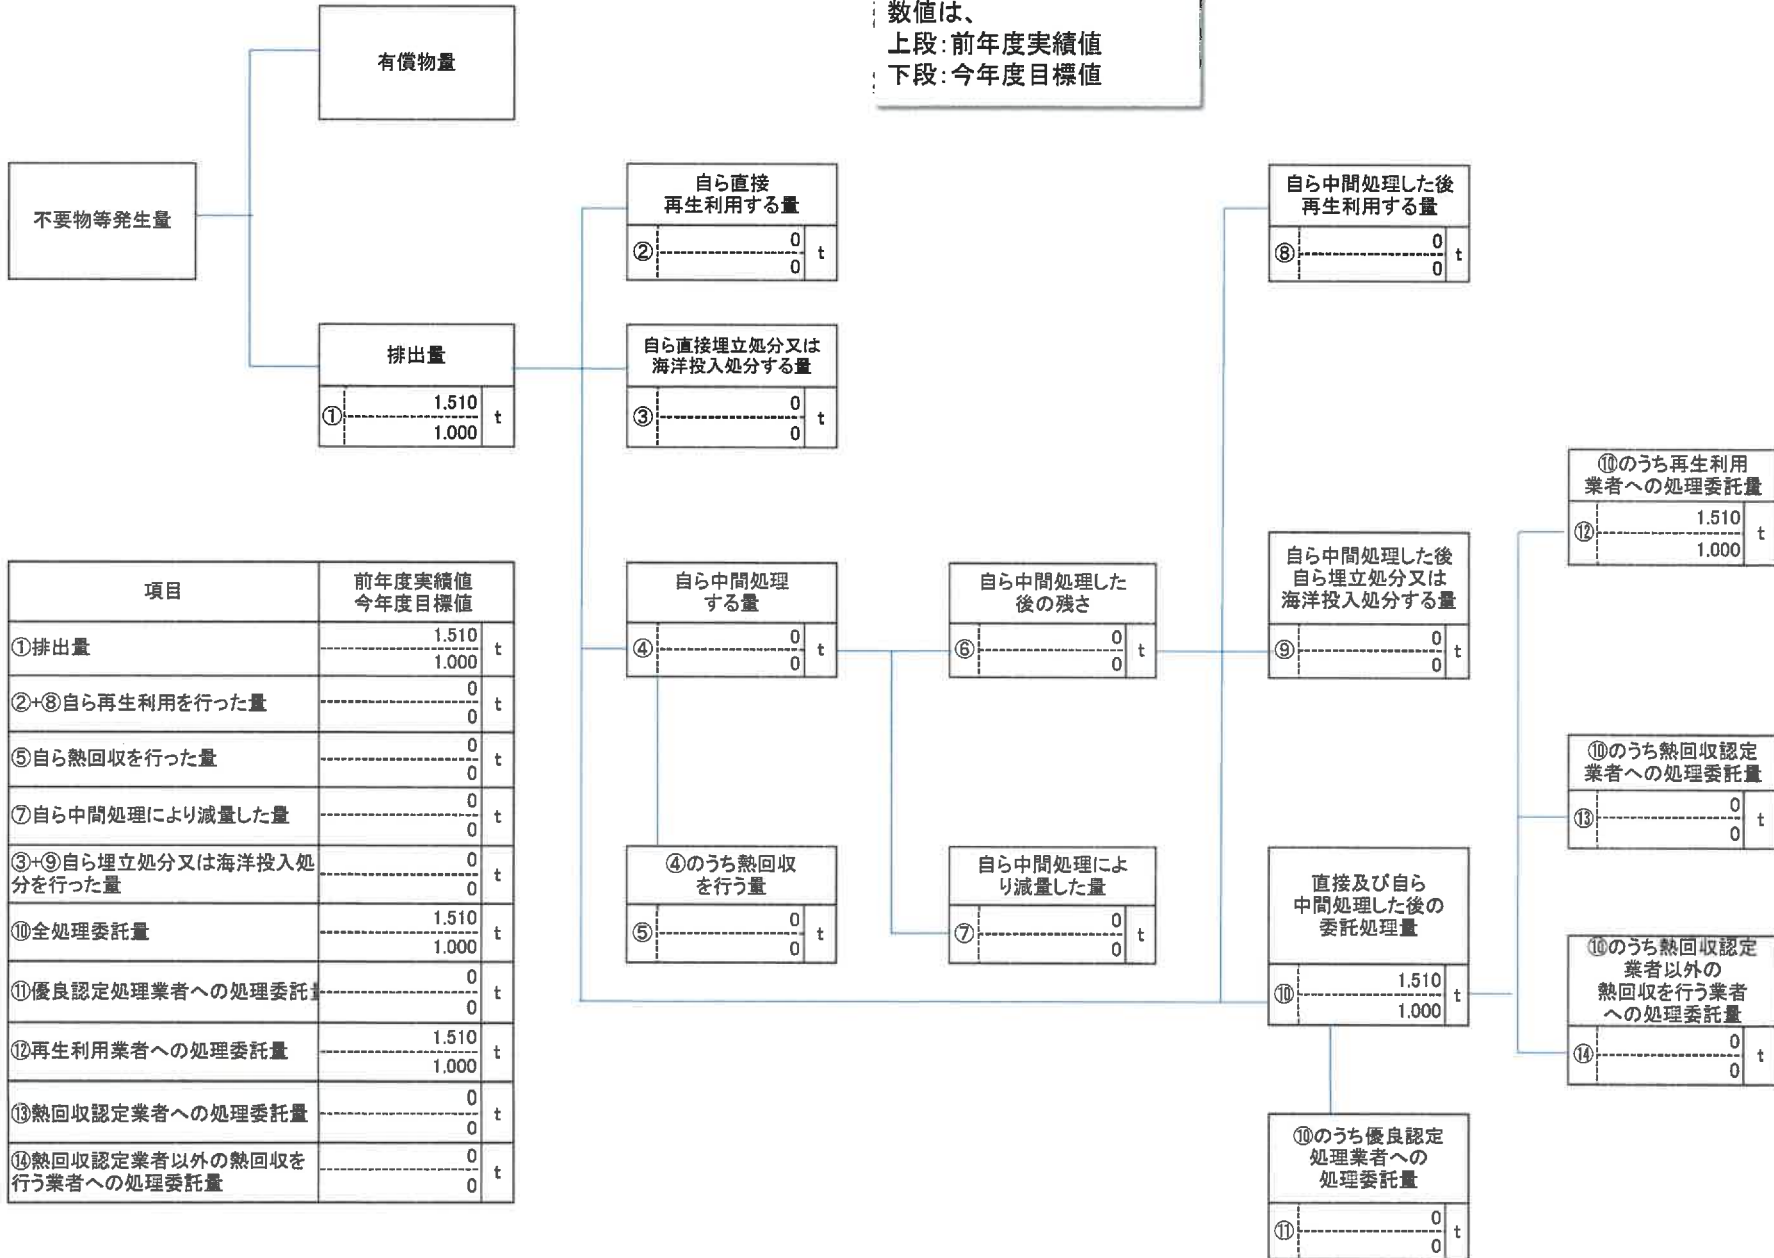 数値は、
上段:前年度実績値
下段:今年度目標値
有償物量
不要物等発生量
排出量
① 1.510 t
1.000
自ら直接
再生利用する量
② 0 t
0
自ら直接埋立処分又は
海洋投入処分する量
③ 0 t
0
自ら中間処理した後
再生利用する量
⑧ 0 t
0
自ら中間処理
する量
④ 0 t
0
自ら中間処理した
後の残さ
⑥ 0 t
0
自ら中間処理した後
自ら埋立処分又は
海洋投入処分する量
⑨ 0 t
0
④のうち熱回収
を行う量
⑤ 0 t
0
自ら中間処理によ
り減量した量
⑦ 0 t
0
直接及び自ら
中間処理した後の
委託処理量
⑩ 1.510 t
1.000
⑩のうち優良認定
処理業者への
処理委託量
⑪ 0 t
0
⑩のうち再生利用
業者への処理委託量
⑫ 1.510 t
1.000
⑩のうち熱回収認定
業者への処理委託量
⑬ 0 t
0
⑩のうち熱回収認定
業者以外の
熱回収を行う業者
への処理委託量
⑭ 0 t
0
項目 前年度実績値
今年度目標値
①排出量 1.510 t
1.000
②+⑧自ら再生利用を行った量 0 t
0
⑤自ら熱回収を行った量 0 t
0
⑦自ら中間処理により減量した量 0 t
0
③+⑨自ら埋立処分又は海洋投入処 0 t
分を行った量 0
⑩全処理委託量 1.510 t
1.000
⑪優良認定処理業者への処理委託量 0 t
0
⑫再生利用業者への処理委託量 1.510 t
1.000
⑬熱回収認定業者への処理委託量 0 t
0
⑭熱回収認定業者以外の熱回収を 0 t
行う業者への処理委託量 0